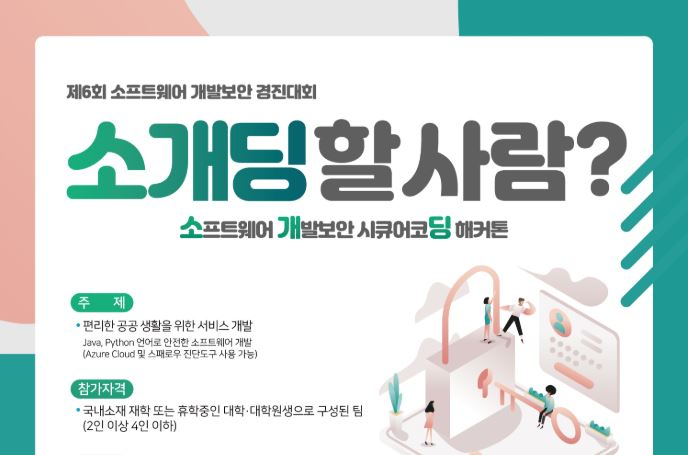 제6회 소프트웨어 개발보안 경진대회
소개딩 할 사람?
소프트웨어 개발보안 시큐어코딩 해커톤
주 제
• 편리한 공공 생활을 위한 서비스 개발
Java, Python 언어로 안전한 소프트웨어 개발
(Azure Cloud 및 스패로우 진단도구 사용 가능)
참가자격
• 국내소재 재학 또는 휴학중인 대학·대학원생으로 구성된 팀
(2인 이상 4인 이하)